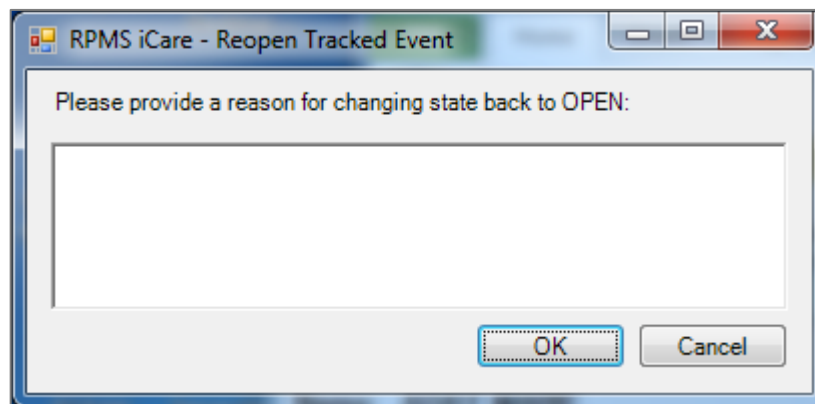 RPMS iCare - Reopen Tracked Event
Please provide a reason for changing state back to OPEN:
OK Cancel